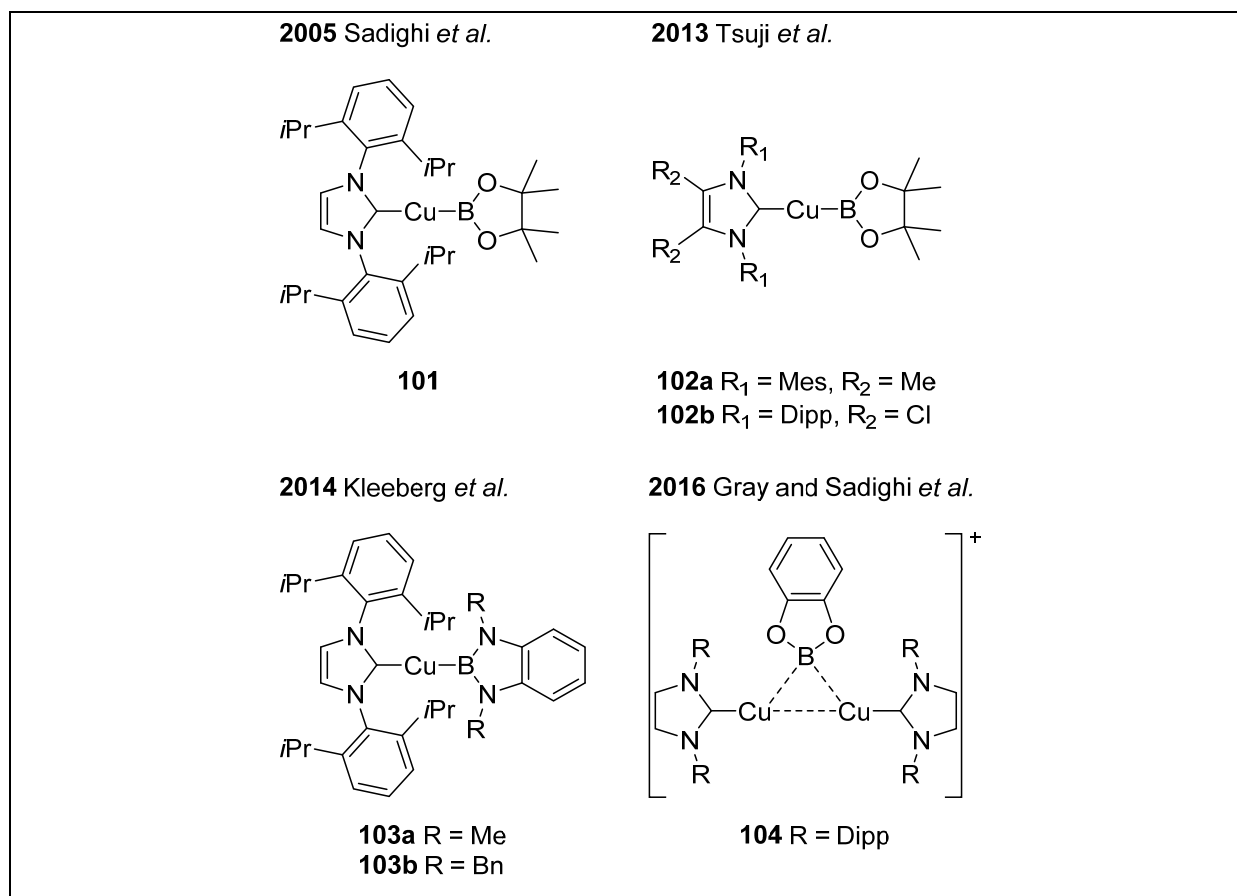 2005 Sadighi et al.
2013 Tsuji et al.
iPr
iPr
N
N
Cu
B
O
O
iPr
iPr
101
R1
R2
N
N
Cu
B
O
O
R2
R1
102a R1 = Mes, R2 = Me
102b R1 = Dipp, R2 = Cl
2014 Kleeberg et al.
2016 Gray and Sadighi et al.
iPr
iPr
R
N
N
Cu
B
N
N
R
iPr
iPr
103a R = Me
103b R = Bn
+
O
O
B
R
R
N
N
Cu
Cu
N
N
R
R
104 R = Dipp